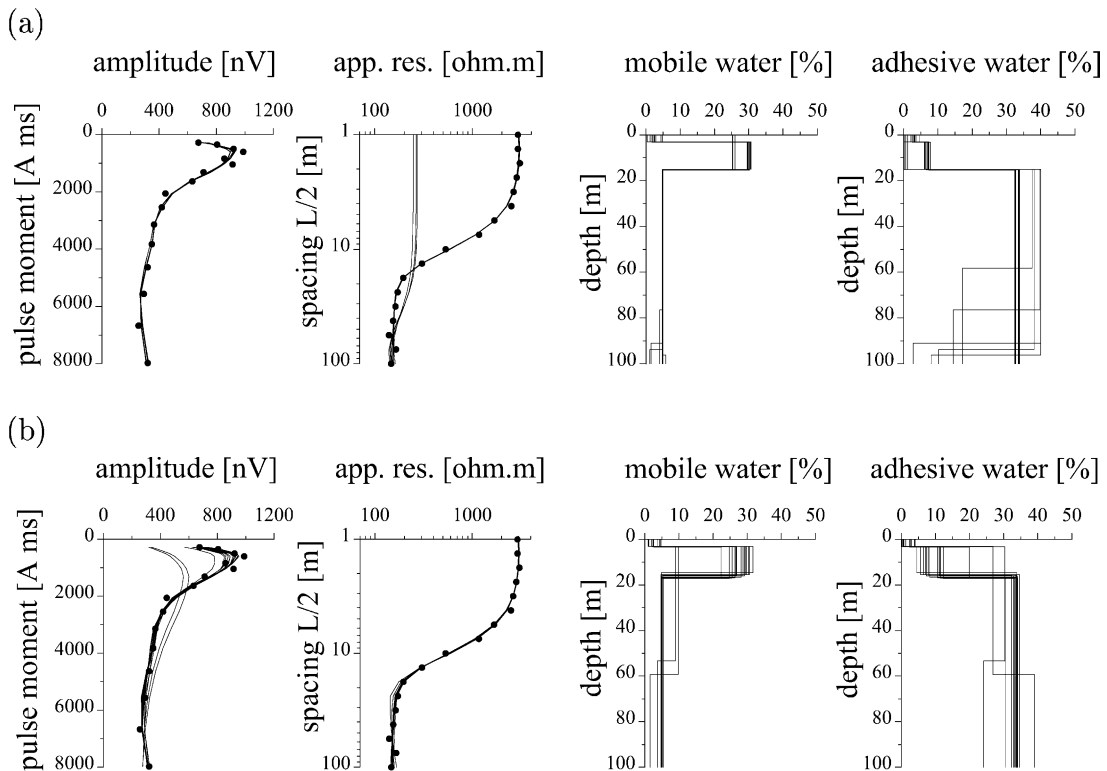 (a)
amplitude [nV] app. res. [ohm.m] mobile water [%] adhesive water [%]
0 400 800 1200
100 1000
0 10 20 30 40 50
0 10 20 30 40 50
pulse moment [A ms]
0
2000
4000
6000
8000
spacing L/2 [m]
1
10
100
depth [m]
0
20
40
60
80
100
depth [m]
0
20
40
60
80
100
(b)
amplitude [nV] app. res. [ohm.m] mobile water [%] adhesive water [%]
0 400 800 1200
100 1000
0 10 20 30 40 50
0 10 20 30 40 50
pulse moment [A ms]
0
2000
4000
6000
8000
spacing L/2 [m]
1
10
100
depth [m]
0
20
40
60
80
100
depth [m]
0
20
40
60
80
100